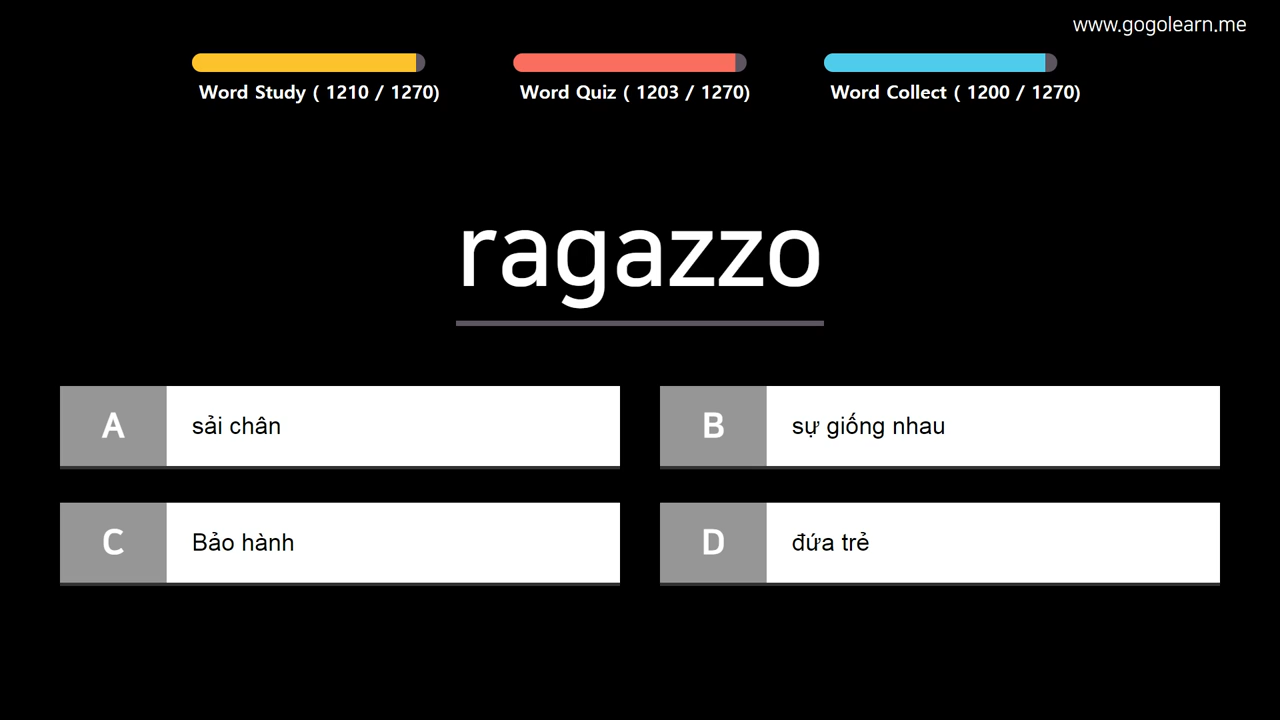 www.gogolearn.me
Word Study ( 1210 / 1270)
Word Quiz ( 1203 / 1270)
Word Collect ( 1200 / 1270)
ragazzo
A sải chân
B sự giống nhau
C Bảo hành
D đứa trẻ